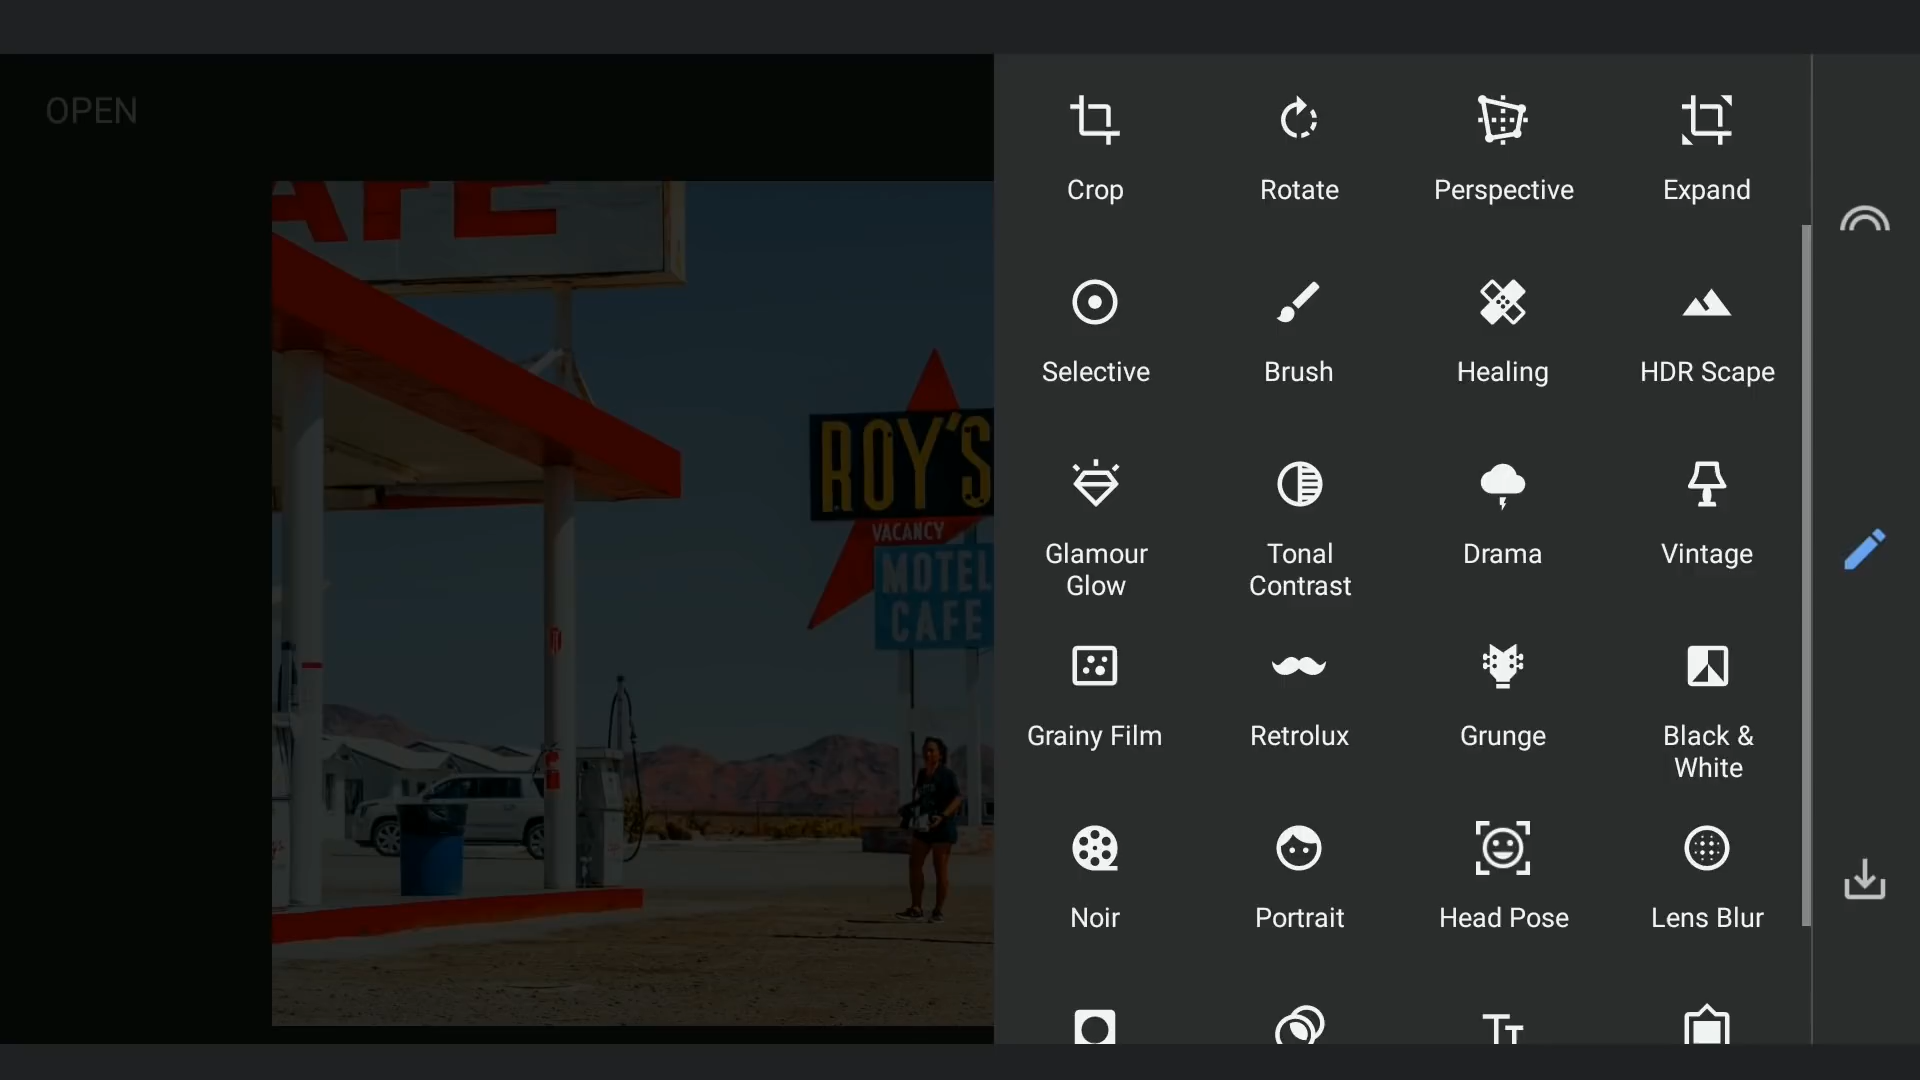 OPEN
AFE
ROY'S
VACANCY
MOTEL
CAFE
Crop
Rotate
Perspective
Expand
Selective
Brush
Healing
HDR Scape
Glamour
Glow
Tonal
Contrast
Drama
Vintage
Grainy Film
Retrolux
Grunge
Black &
White
Noir
Portrait
Head Pose
Lens Blur